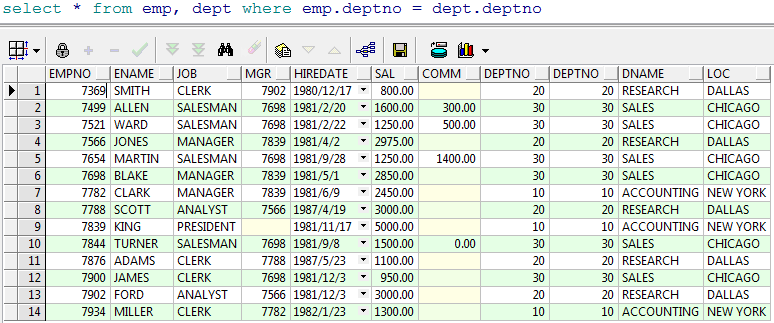 select * from emp, dept where emp.deptno = dept.deptno
EMPNO ENAME JOB MGR HIREDATE SAL COMM DEPTNO DEPTNO DNAME LOC
1 7369 SMITH CLERK 7902 1980/12/17 800.00 20 20 RESEARCH DALLAS
2 7499 ALLEN SALESMAN 7698 1981/2/20 1600.00 300.00 30 30 SALES CHICAGO
3 7521 WARD SALESMAN 7698 1981/2/22 1250.00 500.00 30 30 SALES CHICAGO
4 7566 JONES MANAGER 7839 1981/4/2 2975.00 20 20 RESEARCH DALLAS
5 7654 MARTIN SALESMAN 7698 1981/9/28 1250.00 1400.00 30 30 SALES CHICAGO
6 7698 BLAKE MANAGER 7839 1981/5/1 2850.00 30 30 SALES CHICAGO
7 7782 CLARK MANAGER 7839 1981/6/9 2450.00 10 10 ACCOUNTING NEW YORK
8 7788 SCOTT ANALYST 7566 1987/4/19 3000.00 20 20 RESEARCH DALLAS
9 7839 KING PRESIDENT 1981/11/17 5000.00 10 10 ACCOUNTING NEW YORK
10 7844 TURNER SALESMAN 7698 1981/9/8 1500.00 0.00 30 30 SALES CHICAGO
11 7876 ADAMS CLERK 7788 1987/5/23 1100.00 20 20 RESEARCH DALLAS
12 7900 JAMES CLERK 7698 1981/12/3 950.00 30 30 SALES CHICAGO
13 7902 FORD ANALYST 7566 1981/12/3 3000.00 20 20 RESEARCH DALLAS
14 7934 MILLER CLERK 7782 1982/1/23 1300.00 10 10 ACCOUNTING NEW YORK